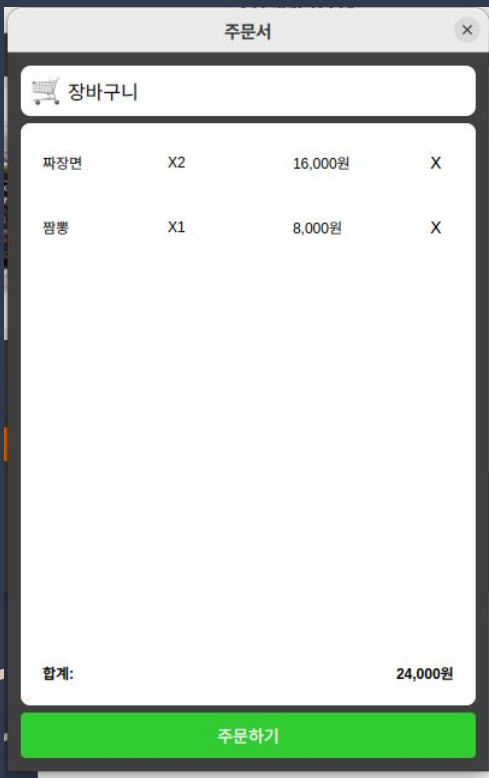 주문서
장바구니
짜장면 X2 16,000원 X
짬뽕 X1 8,000원 X
합계: 24,000원
주문하기